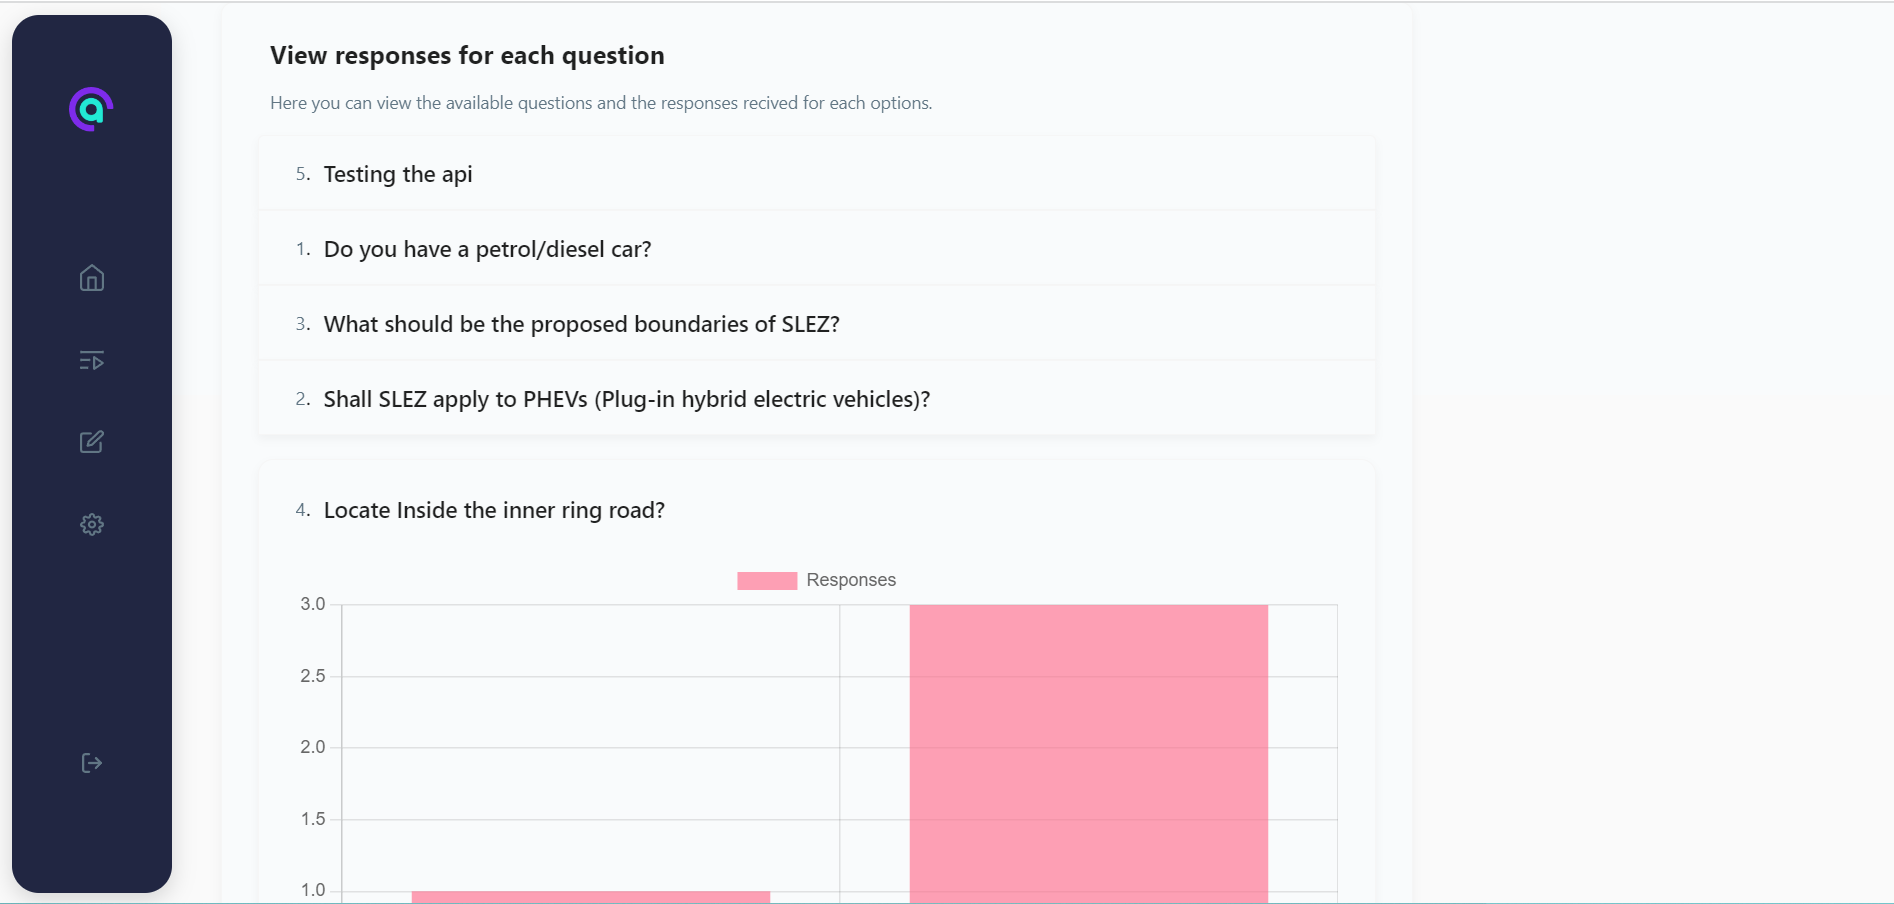 View responses for each question
Here you can view the available questions and the responses recived for each options.
5. Testing the api
1. Do you have a petrol/diesel car?
3. What should be the proposed boundaries of SLEZ?
2. Shall SLEZ apply to PHEVs (Plug-in hybrid electric vehicles)?
4. Locate Inside the inner ring road?
Responses
3.0
2.5
2.0
1.5
1.0